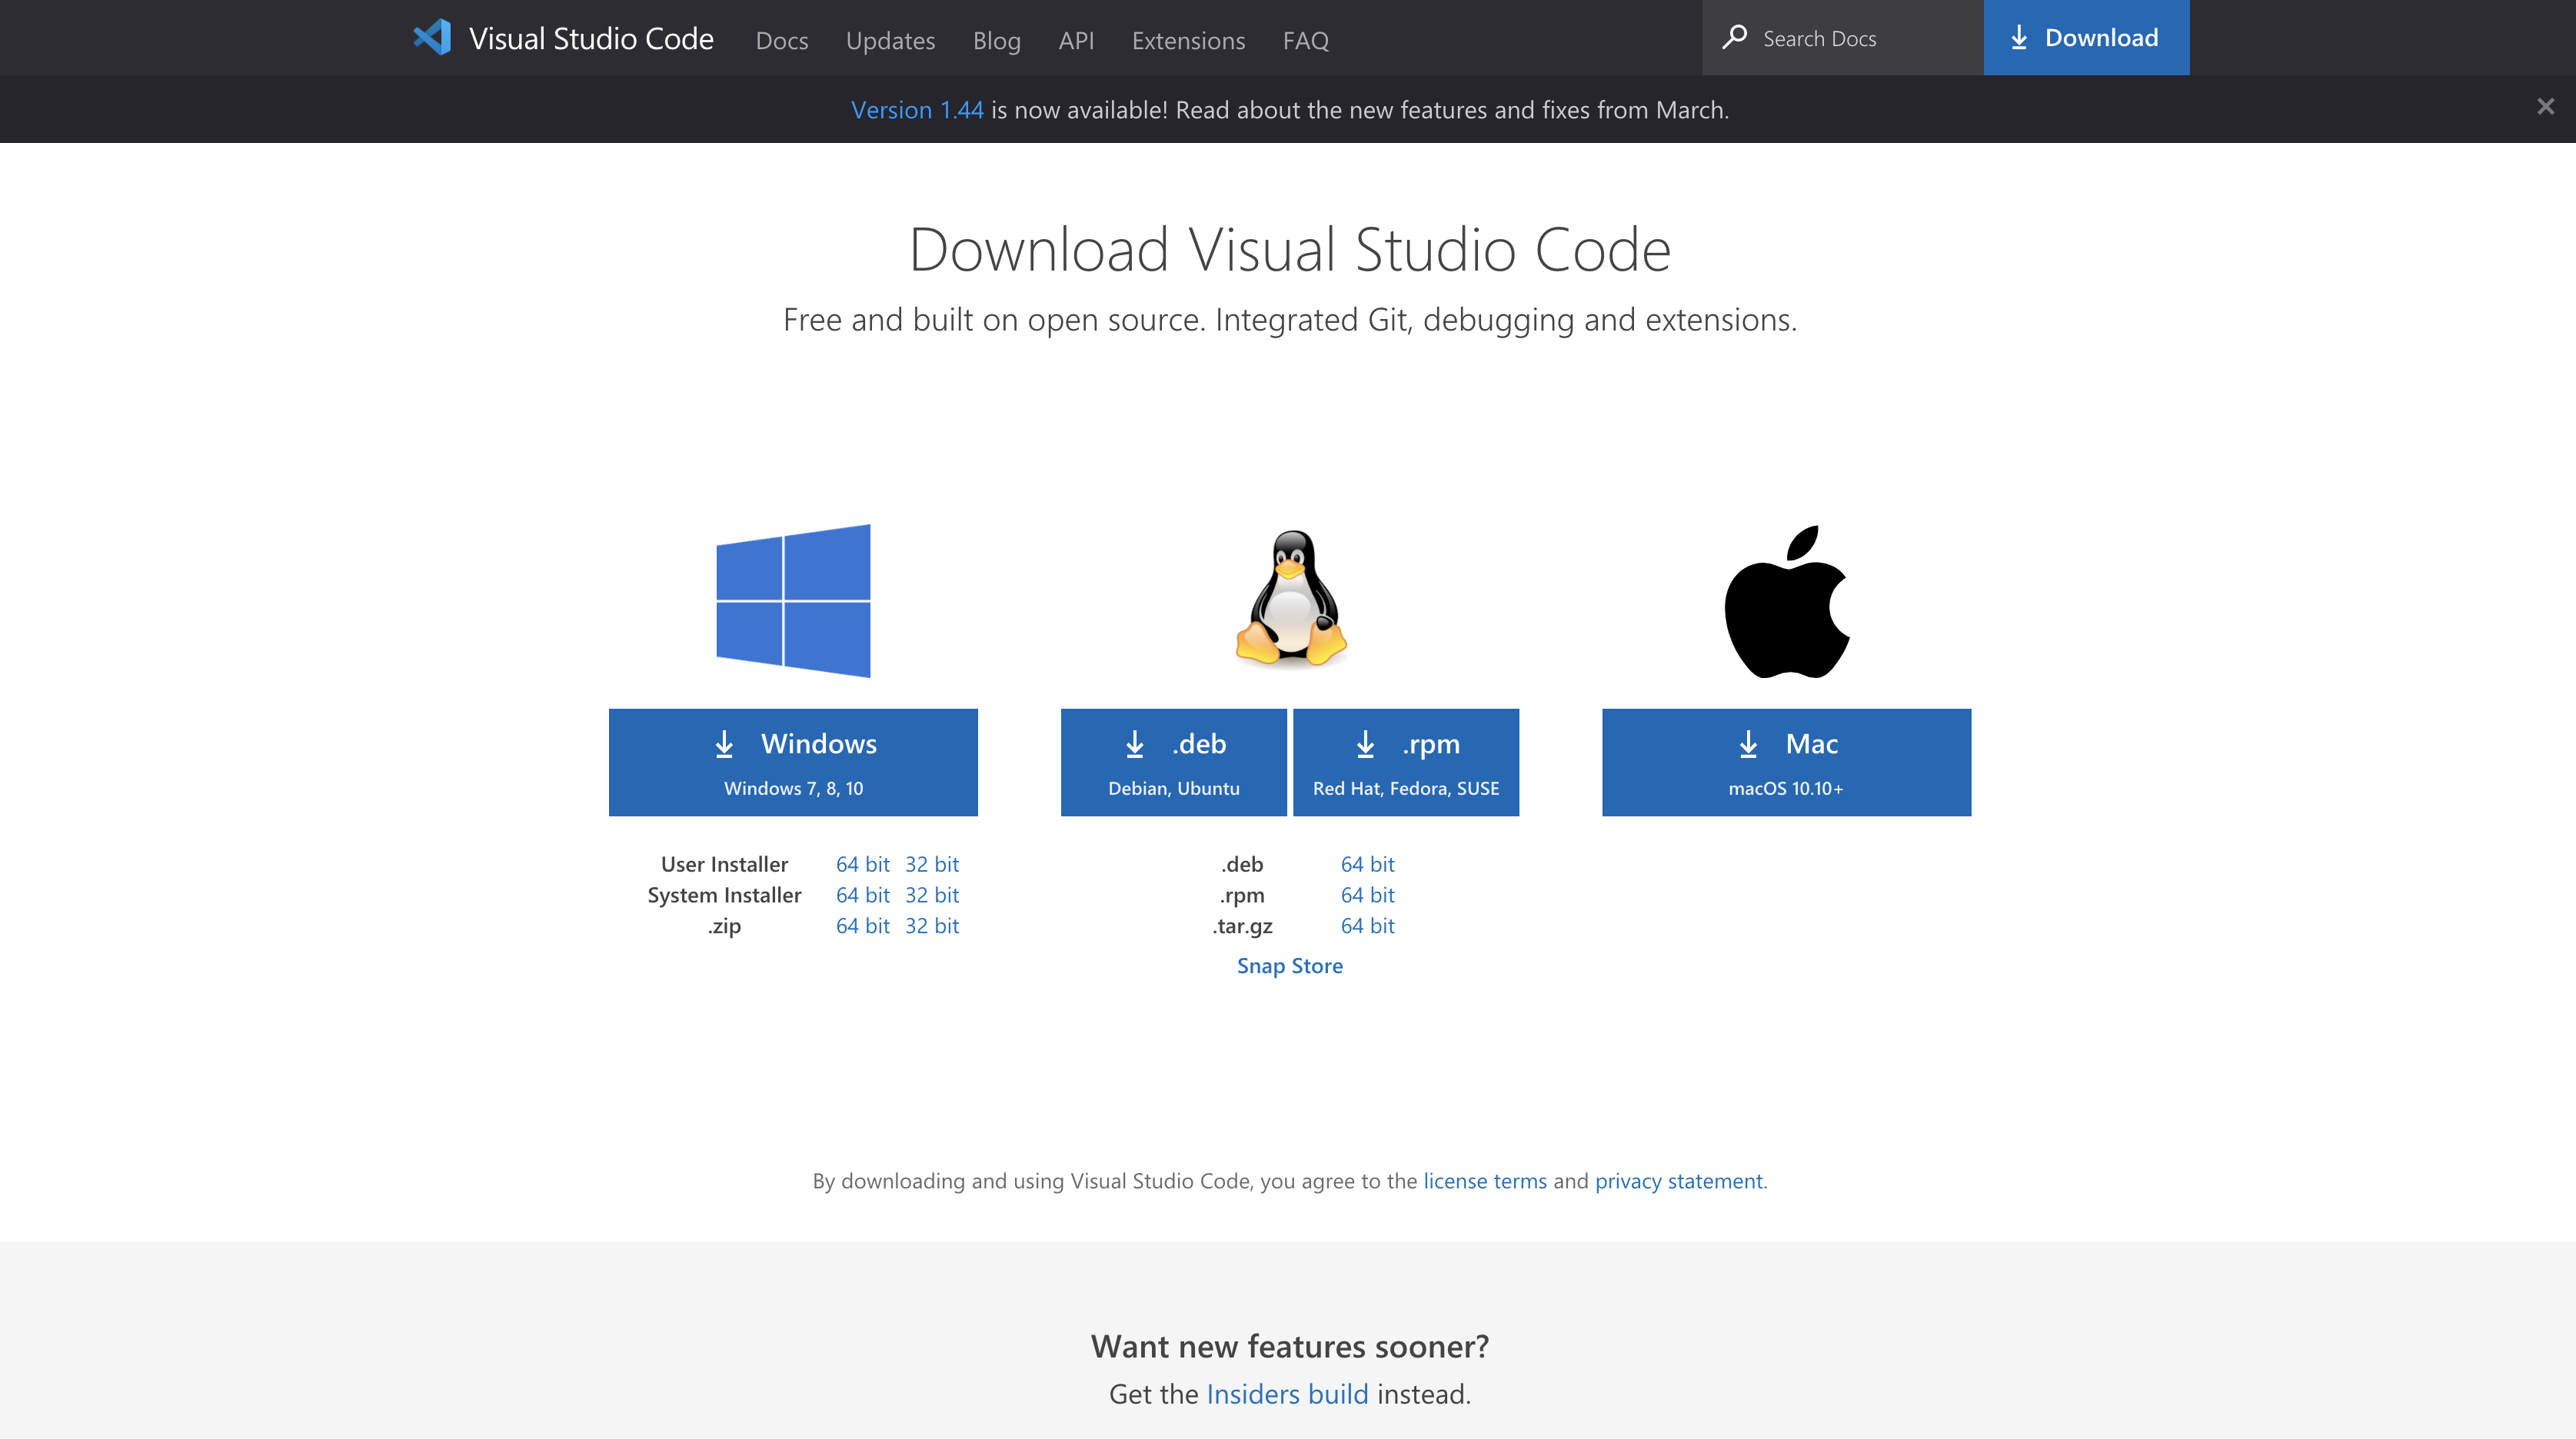 Visual Studio Code Docs Updates Blog API Extensions FAQ Search Docs Download
Version 1.44 is now available! Read about the new features and fixes from March.
Download Visual Studio Code
Free and built on open source. Integrated Git, debugging and extensions.
Windows
Windows 7, 8, 10
User Installer 64 bit 32 bit
System Installer 64 bit 32 bit
.zip 64 bit 32 bit
.deb
Debian, Ubuntu
.rpm
Red Hat, Fedora, SUSE
.deb 64 bit
.rpm 64 bit
.tar.gz 64 bit
Snap Store
Mac
macOS 10.10+
By downloading and using Visual Studio Code, you agree to the license terms and privacy statement.
Want new features sooner?
Get the Insiders build instead.